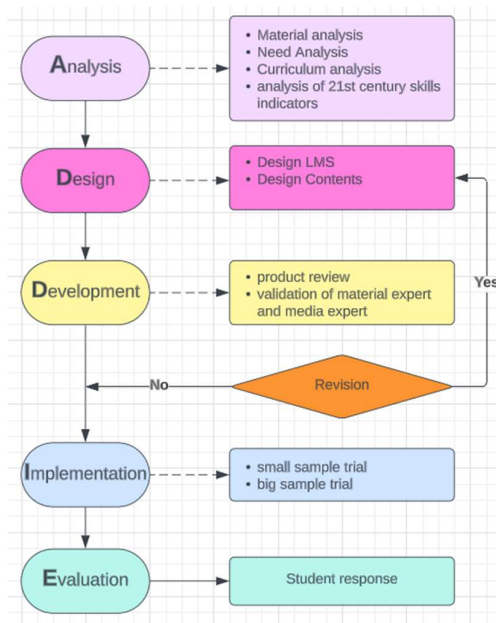 Analysis
• Material analysis
• Need Analysis
• Curriculum analysis
• analysis of 21st century skills
indicators
Design
• Design LMS
• Design Contents
Development
• product review
• validation of material expert
and media expert
Yes
No
Revision
Implementation
• small sample trial
• big sample trial
Evaluation
Student response